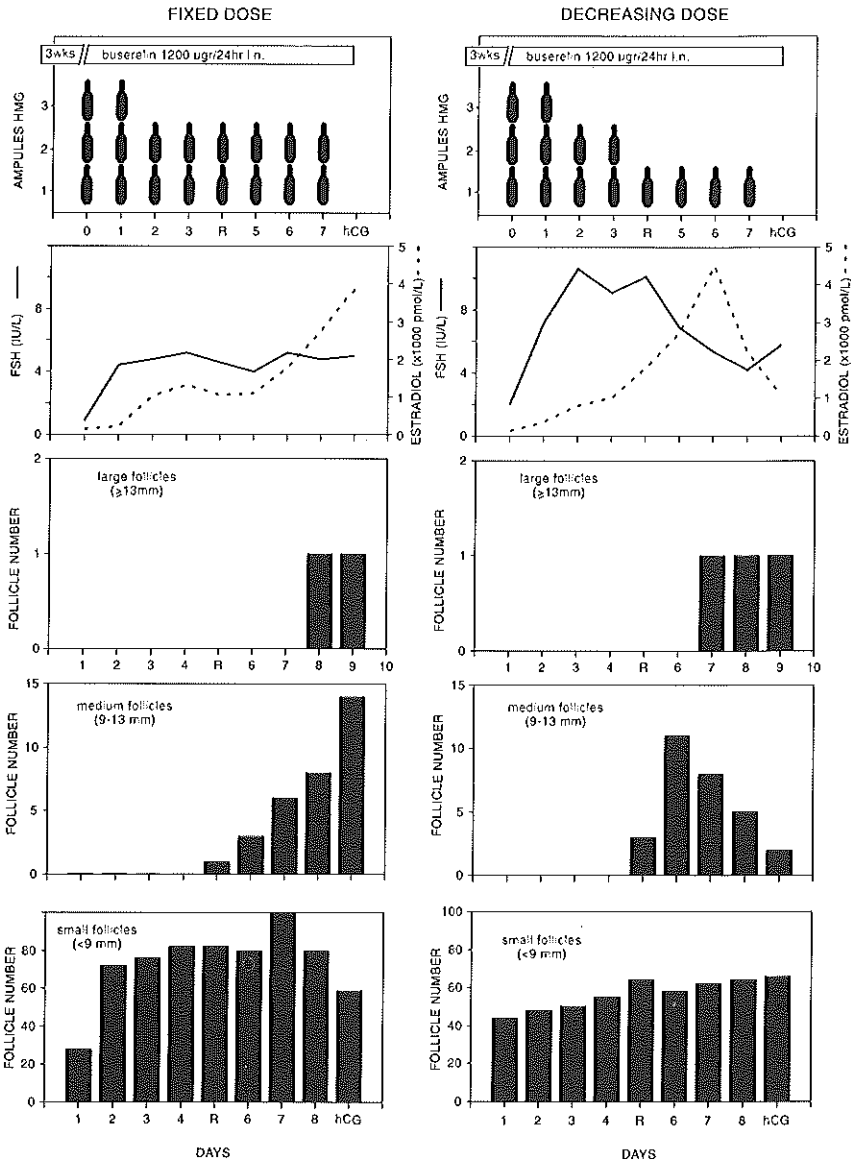 FIXED DOSE
3wks // buserelin 1200 ugr/24hr i.n.
AMPULES HMG
3
2
1
0 1 2 3 R 5 6 7 hCG
FSH (IU/L)
8
4
0
5
4
3
2
1
0
ESTRADIOL (x1000 pmol/L)
large follicles
(≥13mm)
FOLLICLE NUMBER
2
1
0
1 2 3 4 R 6 7 8 9 10
medium follicles
(9-13 mm)
FOLLICLE NUMBER
15
10
5
0
small follicles
(<9 mm)
FOLLICLE NUMBER
80
60
40
20
0
1 2 3 4 R 6 7 8 hCG
DAYS
DECREASING DOSE
3wks // buserelin 1200 ugr/24hr i.n.
AMPULES HMG
3
2
1
0 1 2 3 R 5 6 7 hCG
FSH (IU/L)
8
4
0
5
4
3
2
1
0
ESTRADIOL (x1000 pmol/L)
large follicles
(≥13mm)
FOLLICLE NUMBER
2
1
0
1 2 3 4 R 6 7 8 9 10
medium follicles
(9-13 mm)
FOLLICLE NUMBER
15
10
5
0
small follicles
(<9 mm)
FOLLICLE NUMBER
100
80
60
40
20
0
1 2 3 4 R 6 7 8 hCG
DAYS